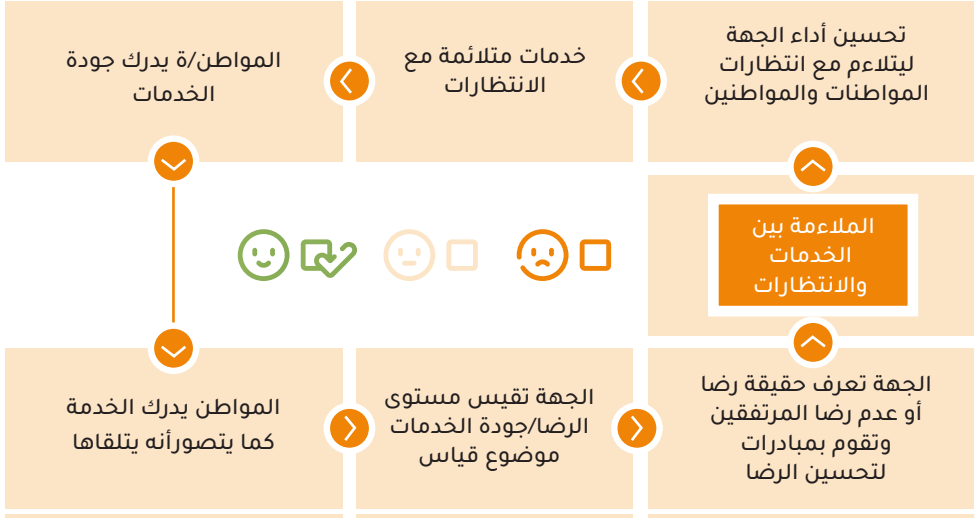 تحسين أداء الجهة
ليتلاءم مع انتظارات
المواطنات والمواطنين
خدمات متلائمة مع
الانتظارات
المواطن/ة يدرك جودة
الخدمات
الملاءمة بين
الخدمات
والانتظارات
الجهة تعرف حقيقة رضا
أو عدم رضا المرتفقين
وتقوم بمبادرات
لتحسين الرضا
الجهة تقيس مستوى
الرضا/جودة الخدمات
موضوع قياس
المواطن يدرك الخدمة
كما يتصورأنه يتلقاها